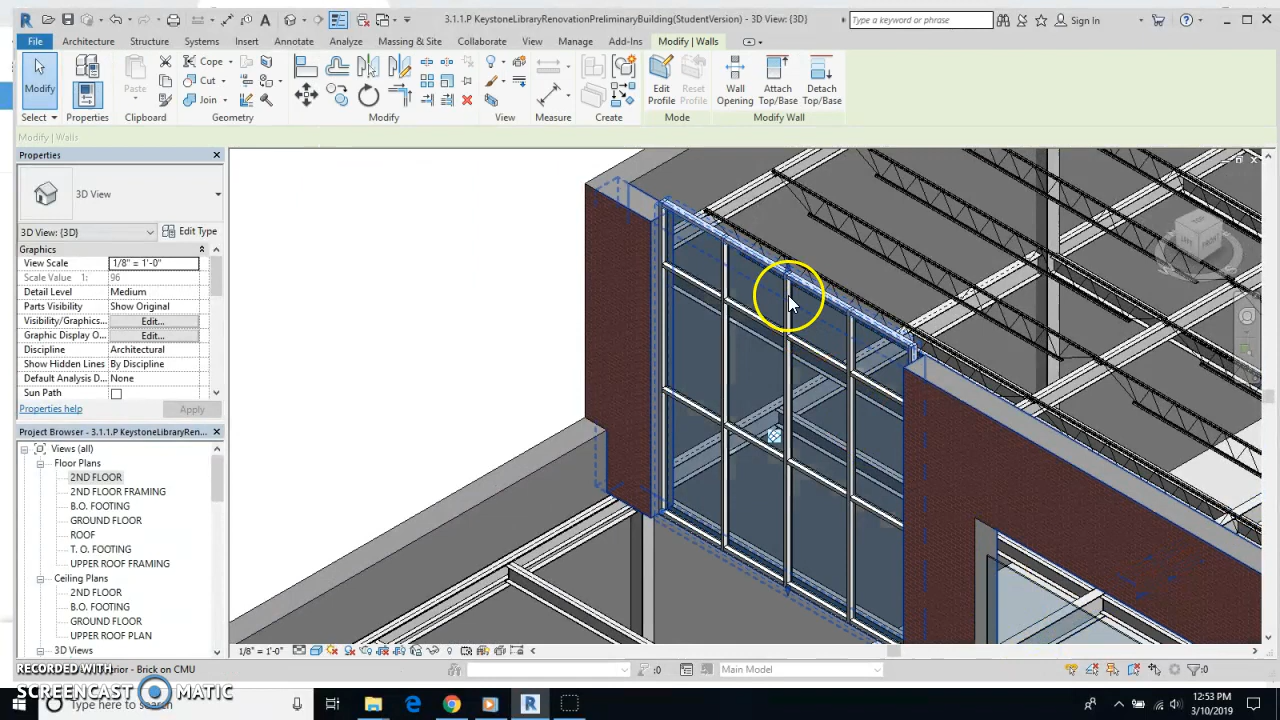 3.1.1.P KeystoneLibraryRenovationPreliminaryBuilding(StudentVersion) - 3D View: {3D}
Type a keyword or phrase
Sign In
File Architecture Structure Systems Insert Annotate Analyze Massing & Site Collaborate View Manage Add-Ins Modify | Walls
Modify
Paste
Cope
Cut
Join
Edit Profile
Reset Profile
Wall Opening
Attach Top/Base
Detach Top/Base
Select Properties Clipboard Geometry Modify View Measure Create Mode Modify Wall
Modify | Walls
Properties
3D View
3D View: {3D} Edit Type
Graphics
View Scale 1/8" = 1'-0"
Scale Value 1: 96
Detail Level Medium
Parts Visibility Show Original
Visibility/Graphics... Edit...
Graphic Display O... Edit...
Discipline Architectural
Show Hidden Lines By Discipline
Default Analysis D... None
Sun Path
Properties help Apply
Project Browser - 3.1.1.P KeystoneLibraryRen...
Views (all)
Floor Plans
2ND FLOOR
2ND FLOOR FRAMING
B.O. FOOTING
GROUND FLOOR
ROOF
T. O. FOOTING
UPPER ROOF FRAMING
Ceiling Plans
2ND FLOOR
B.O. FOOTING
GROUND FLOOR
UPPER ROOF PLAN
3D Views
1/8" = 1'-0"
RECORDED WITH
erior - Brick on CMU
:0
Main Model
:0
SCREENCAST MATIC
Type here to search
12:53 PM
3/10/2019